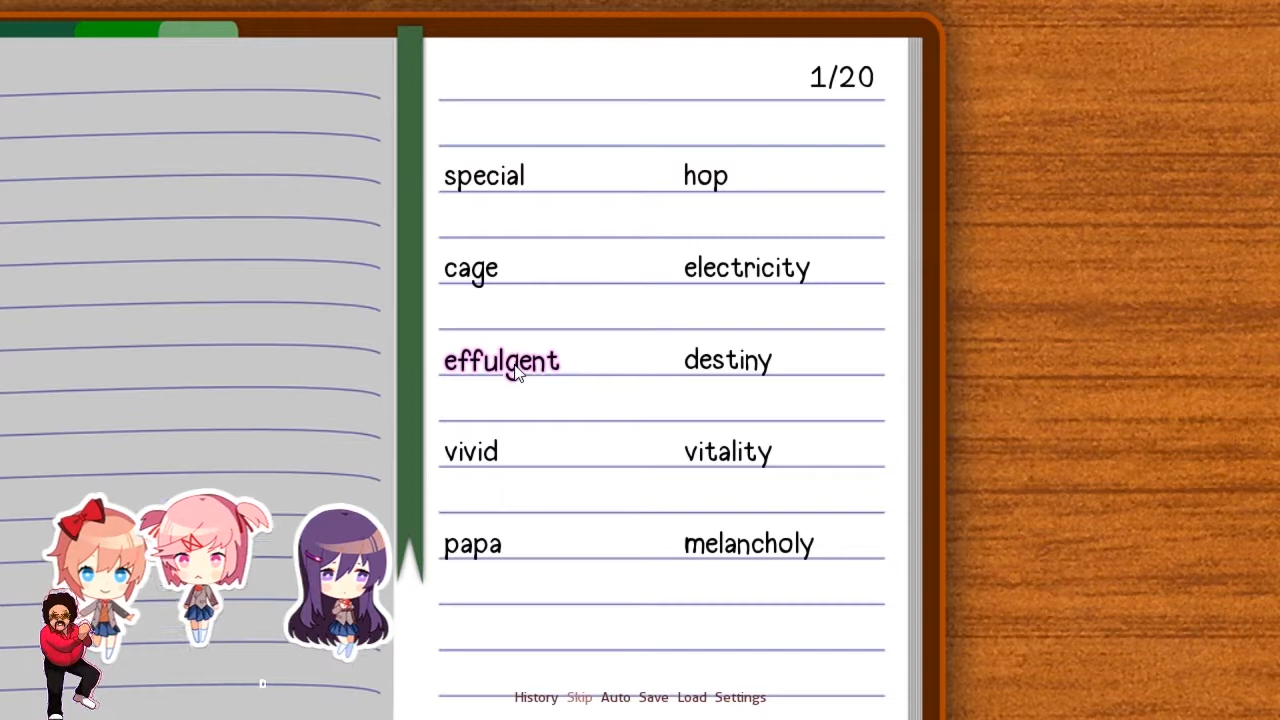 1/20
special hop
cage electricity
effulgent destiny
vivid vitality
papa melancholy
History Skip Auto Save Load Settings